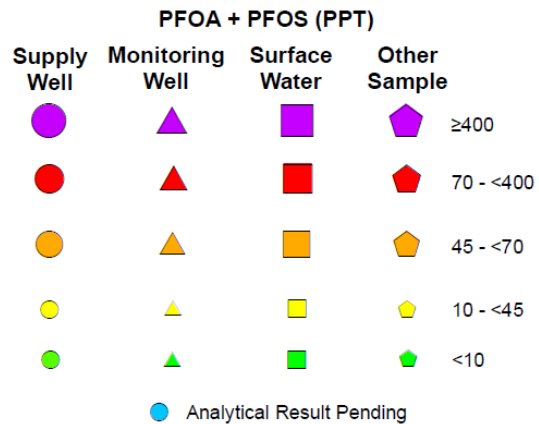 PFOA + PFOS (PPT)
Supply Well
Monitoring Well
Surface Water
Other Sample
≥400
70 - <400
45 - <70
10 - <45
<10
Analytical Result Pending